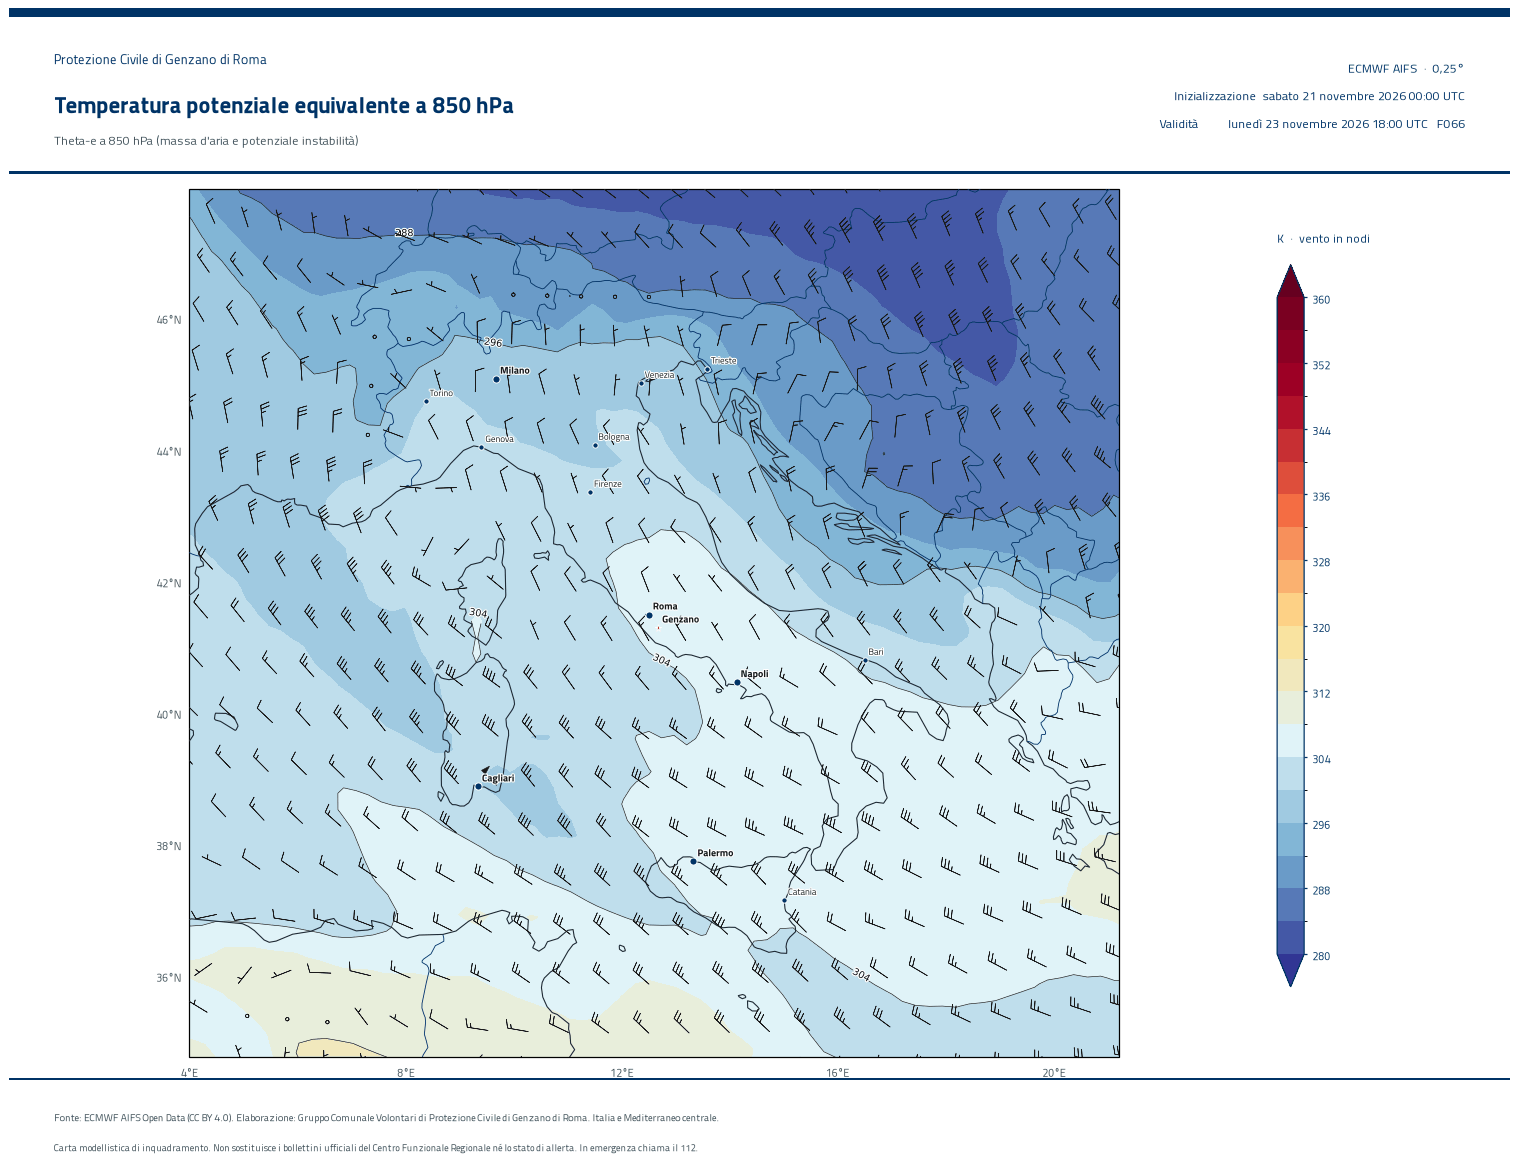 Protezione Civile di Genzano di Roma
Temperatura potenziale equivalente a 850 hPa
Theta-e a 850 hPa (massa d'aria e potenziale instabilità)
ECMWF AIFS · 0,25°
Inizializzazione sabato 21 novembre 2026 00:00 UTC
Validità lunedì 23 novembre 2026 18:00 UTC F066
K · vento in nodi
360
352
344
336
328
320
312
304
296
288
280
46°N
44°N
42°N
40°N
38°N
36°N
4°E
8°E
12°E
16°E
20°E
288
296
304
304
304
Milano
Torino
Venezia
Trieste
Genova
Bologna
Firenze
Roma
Genzano
Napoli
Bari
Cagliari
Palermo
Catania
Fonte: ECMWF AIFS Open Data (CC BY 4.0). Elaborazione: Gruppo Comunale Volontari di Protezione Civile di Genzano di Roma. Italia e Mediterraneo centrale.
Carta modellistica di inquadramento. Non sostituisce i bollettini ufficiali del Centro Funzionale Regionale né lo stato di allerta. In emergenza chiama il 112.